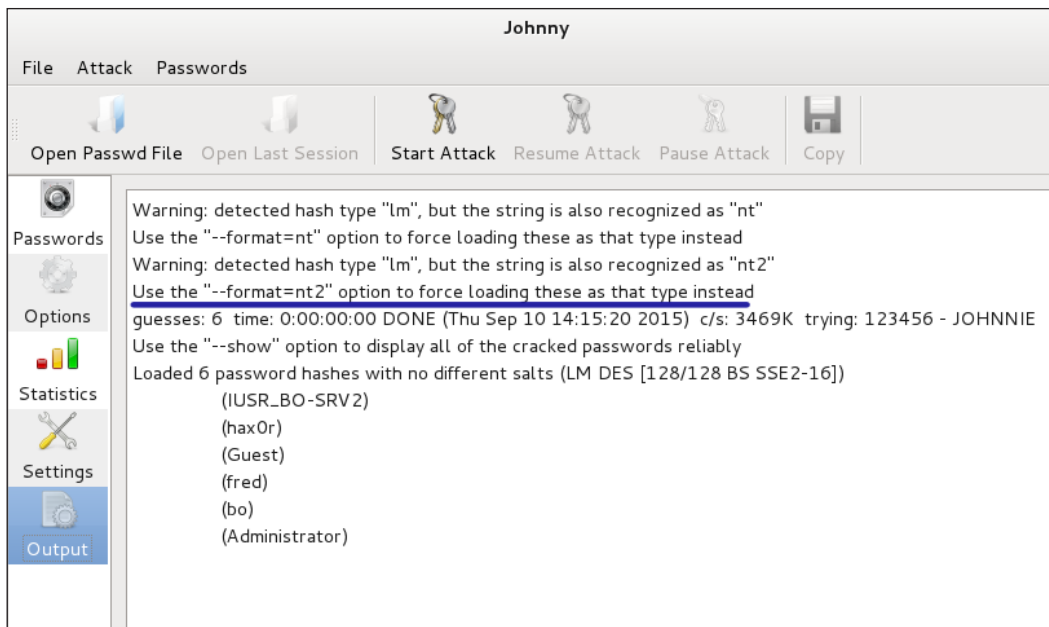 Johnny
File Attack Passwords
Open Passwd File Open Last Session Start Attack Resume Attack Pause Attack Copy
Passwords
Options
Statistics
Settings
Output
Warning: detected hash type "lm", but the string is also recognized as "nt"
Use the "--format=nt" option to force loading these as that type instead
Warning: detected hash type "lm", but the string is also recognized as "nt2"
Use the "--format=nt2" option to force loading these as that type instead
guesses: 6 time: 0:00:00:00 DONE (Thu Sep 10 14:15:20 2015) c/s: 3469K trying: 123456 - JOHNNIE
Use the "--show" option to display all of the cracked passwords reliably
Loaded 6 password hashes with no different salts (LM DES [128/128 BS SSE2-16])
(IUSR_BO-SRV2)
(hax0r)
(Guest)
(fred)
(bo)
(Administrator)